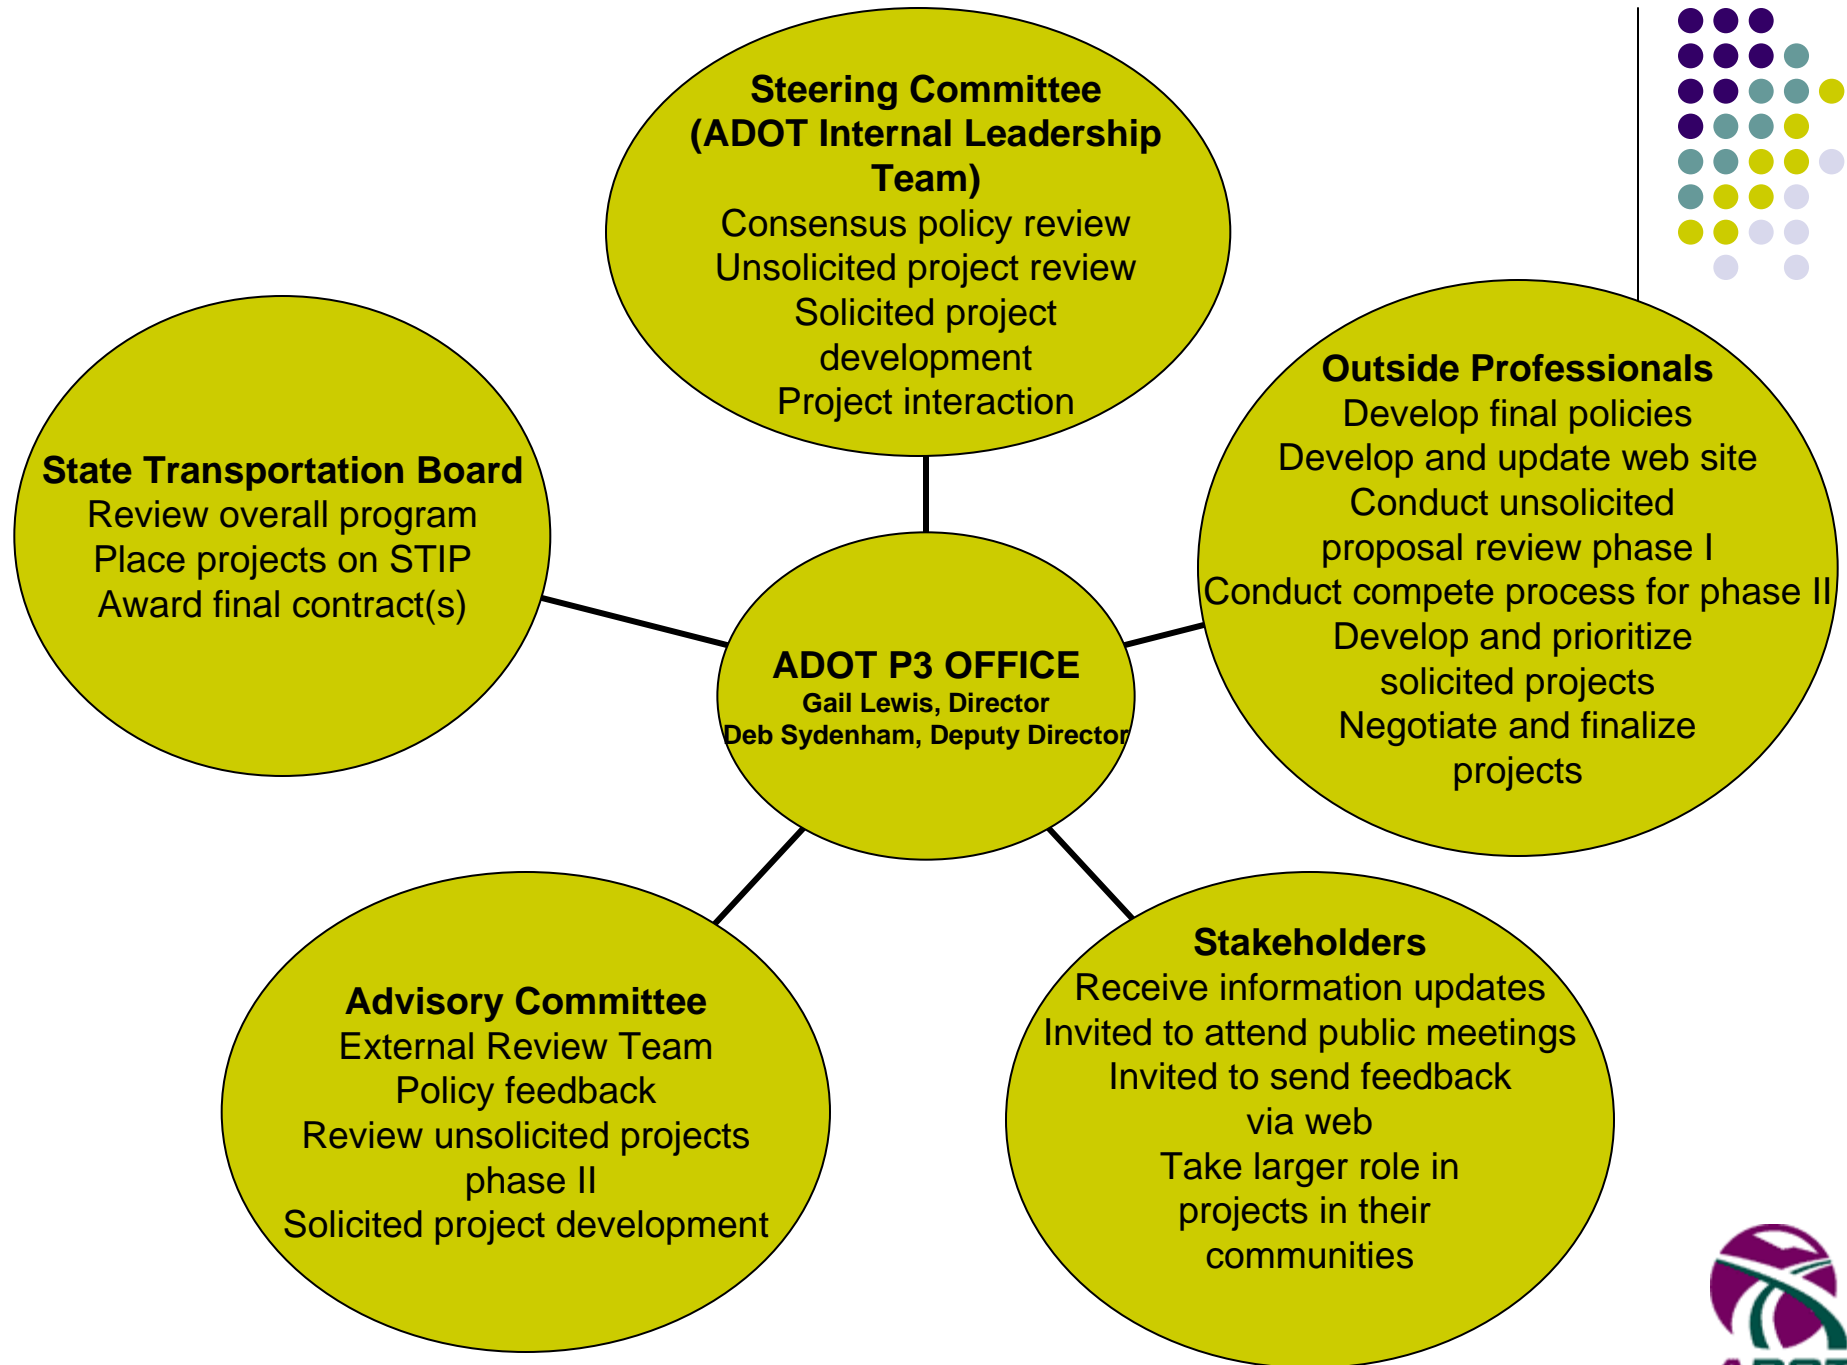 Steering Committee
(ADOT Internal Leadership
Team)
Consensus policy review
Unsolicited project review
Solicited project
development
Project interaction
State Transportation Board
Review overall program
Place projects on STIP
Award final contract(s)
Outside Professionals
Develop final policies
Develop and update web site
Conduct unsolicited
proposal review phase I
Conduct compete process for phase II
Develop and prioritize
solicited projects
Negotiate and finalize
projects
ADOT P3 OFFICE
Gail Lewis, Director
Deb Sydenham, Deputy Director
Advisory Committee
External Review Team
Policy feedback
Review unsolicited projects
phase II
Solicited project development
Stakeholders
Receive information updates
Invited to attend public meetings
Invited to send feedback
via web
Take larger role in
projects in their
communities